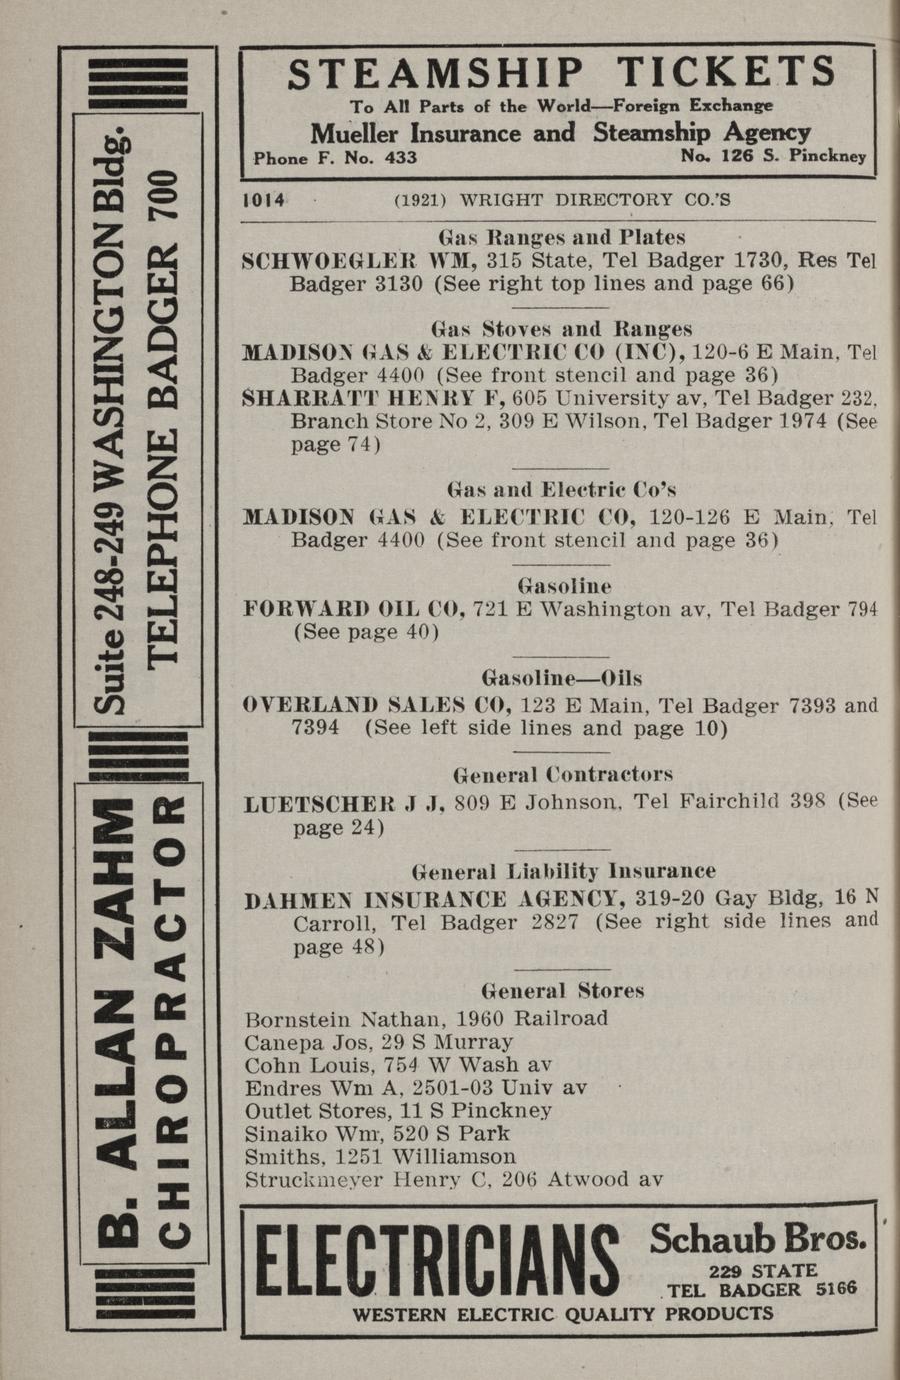 STEAMSHIP TICKETS
To All Parts of the World—Foreign Exchange
Mueller Insurance and Steamship Agency
Phone F. No. 433 No. 126 S. Pinckney
1014 (1921) WRIGHT DIRECTORY CO.'S
Gas Ranges and Plates
SCHWOEGLER WM, 315 State, Tel Badger 1730, Res Tel
Badger 3130 (See right top lines and page 66)
Gas Stoves and Ranges
MADISON GAS & ELECTRIC CO (INC), 120-6 E Main, Tel
Badger 4400 (See front stencil and page 36)
SHARRATT HENRY F, 605 University av, Tel Badger 232,
Branch Store No 2, 309 E Wilson, Tel Badger 1974 (See
page 74)
Gas and Electric Co's
MADISON GAS & ELECTRIC CO, 120-126 E Main, Tel
Badger 4400 (See front stencil and page 36)
Gasoline
FORWARD OIL CO, 721 E Washington av, Tel Badger 794
(See page 40)
Gasoline—Oils
OVERLAND SALES CO, 123 E Main, Tel Badger 7393 and
7394 (See left side lines and page 10)
General Contractors
LUETSCHER J J, 809 E Johnson, Tel Fairchild 398 (See
page 24)
General Liability Insurance
DAHMEN INSURANCE AGENCY, 319-20 Gay Bldg, 16 N
Carroll, Tel Badger 2827 (See right side lines and
page 48)
General Stores
Bornstein Nathan, 1960 Railroad
Canepa Jos, 29 S Murray
Cohn Louis, 754 W Wash av
Endres Wm A, 2501-03 Univ av
Outlet Stores, 11 S Pinckney
Sinaiko Wm, 520 S Park
Smiths, 1251 Williamson
Struckmeyer Henry C, 206 Atwood av
ELECTRICIANS
Schaub Bros.
229 STATE
TEL BADGER 5166
WESTERN ELECTRIC QUALITY PRODUCTS
B. ALLAN ZAHM
CHIROPRACTOR
Suite 248-249 WASHINGTON Bldg.
TELEPHONE BADGER 700